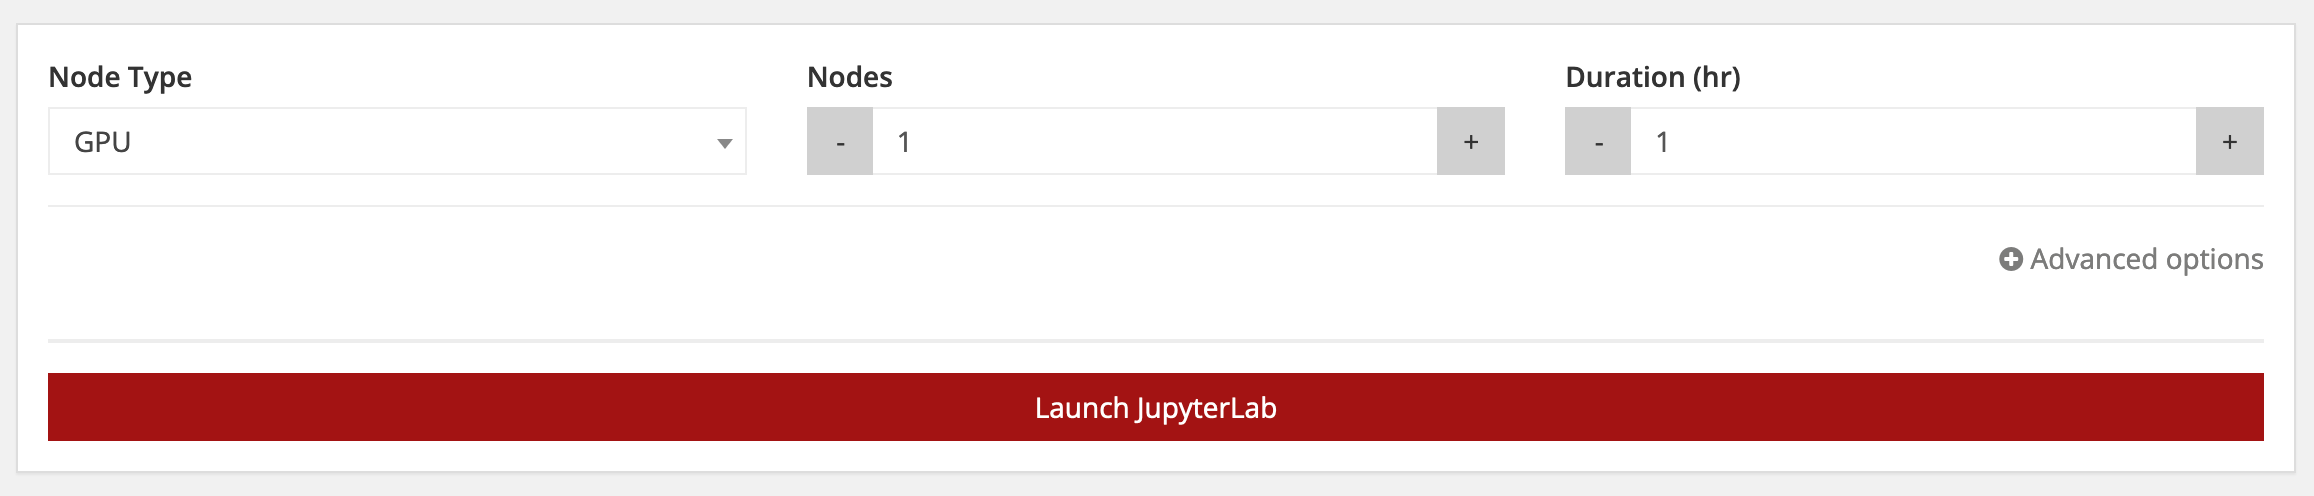 Node Type
Nodes
Duration (hr)
GPU
- 1 +
- 1 +
Advanced options
Launch JupyterLab